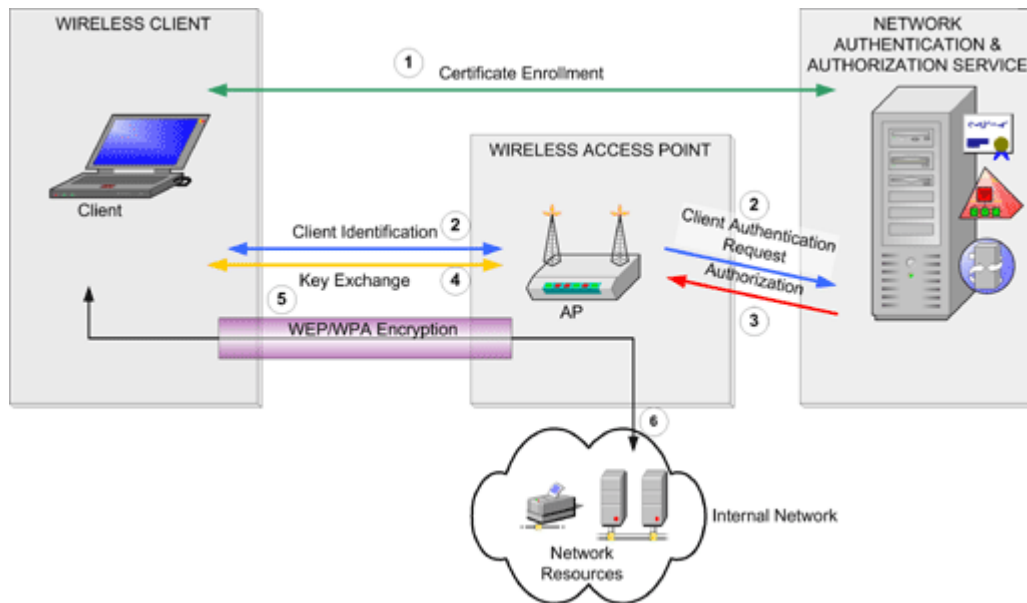 WIRELESS CLIENT
NETWORK
AUTHENTICATION &
AUTHORIZATION SERVICE
1
Certificate Enrollment
WIRELESS ACCESS POINT
Client
Client Identification
2
2
Client Authentication
Request
Authorization
Key Exchange
4
AP
3
5
WEP/WPA Encryption
6
Internal Network
Network
Resources